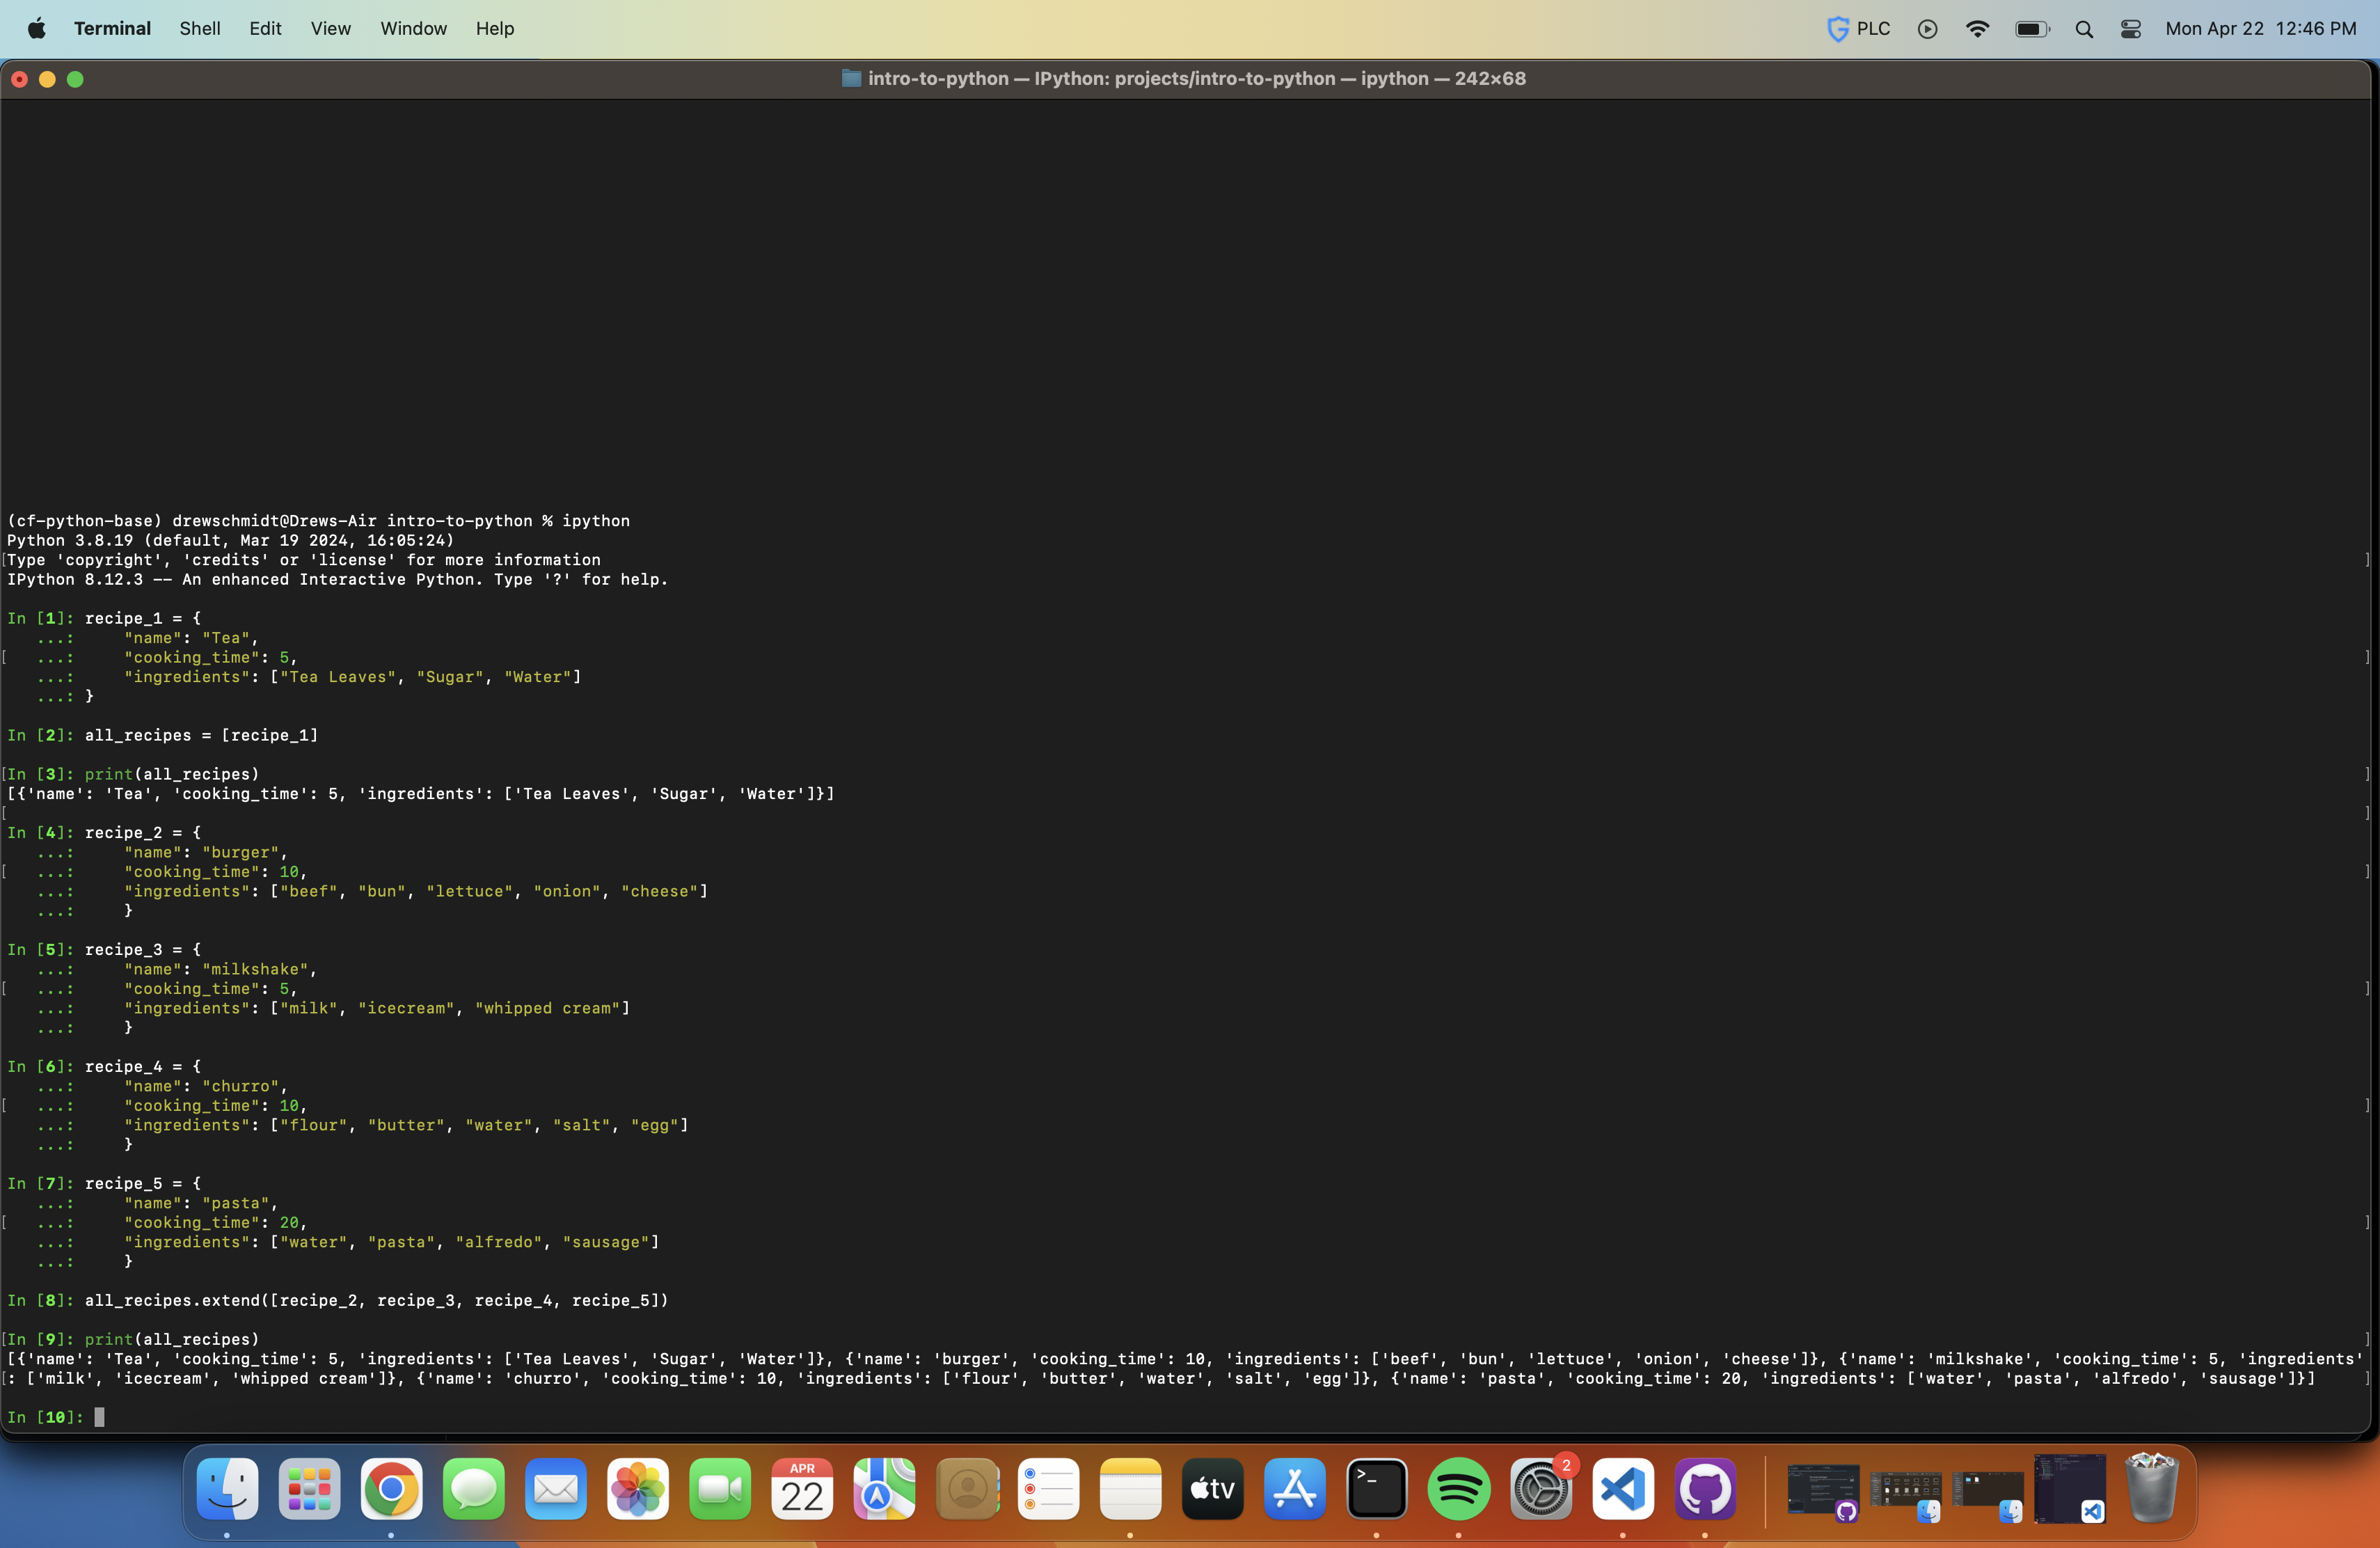 Terminal Shell Edit View Window Help PLC Mon Apr 22 12:46 PM
intro-to-python — IPython: projects/intro-to-python — ipython — 242×68
(cf-python-base) drewschmidt@Drews-Air intro-to-python % ipython
Python 3.8.19 (default, Mar 19 2024, 16:05:24)
[Type 'copyright', 'credits' or 'license' for more information ]
IPython 8.12.3 -- An enhanced Interactive Python. Type '?' for help.
In [1]: recipe_1 = {
   ...:     "name": "Tea",
[  ...:     "cooking_time": 5, ]
   ...:     "ingredients": ["Tea Leaves", "Sugar", "Water"]
   ...: }
In [2]: all_recipes = [recipe_1]
[In [3]: print(all_recipes) ]
[{'name': 'Tea', 'cooking_time': 5, 'ingredients': ['Tea Leaves', 'Sugar', 'Water']}]
[ ]
In [4]: recipe_2 = {
   ...:     "name": "burger",
[  ...:     "cooking_time": 10, ]
   ...:     "ingredients": ["beef", "bun", "lettuce", "onion", "cheese"]
   ...:     }
In [5]: recipe_3 = {
   ...:     "name": "milkshake",
[  ...:     "cooking_time": 5, ]
   ...:     "ingredients": ["milk", "icecream", "whipped cream"]
   ...:     }
In [6]: recipe_4 = {
   ...:     "name": "churro",
[  ...:     "cooking_time": 10, ]
   ...:     "ingredients": ["flour", "butter", "water", "salt", "egg"]
   ...:     }
In [7]: recipe_5 = {
   ...:     "name": "pasta",
[  ...:     "cooking_time": 20, ]
   ...:     "ingredients": ["water", "pasta", "alfredo", "sausage"]
   ...:     }
In [8]: all_recipes.extend([recipe_2, recipe_3, recipe_4, recipe_5])
[In [9]: print(all_recipes) ]
[{'name': 'Tea', 'cooking_time': 5, 'ingredients': ['Tea Leaves', 'Sugar', 'Water']}, {'name': 'burger', 'cooking_time': 10, 'ingredients': ['beef', 'bun', 'lettuce', 'onion', 'cheese']}, {'name': 'milkshake', 'cooking_time': 5, 'ingredients'
[: ['milk', 'icecream', 'whipped cream']}, {'name': 'churro', 'cooking_time': 10, 'ingredients': ['flour', 'butter', 'water', 'salt', 'egg']}, {'name': 'pasta', 'cooking_time': 20, 'ingredients': ['water', 'pasta', 'alfredo', 'sausage']}] ]
In [10]:
APR
22
tv
>_
2